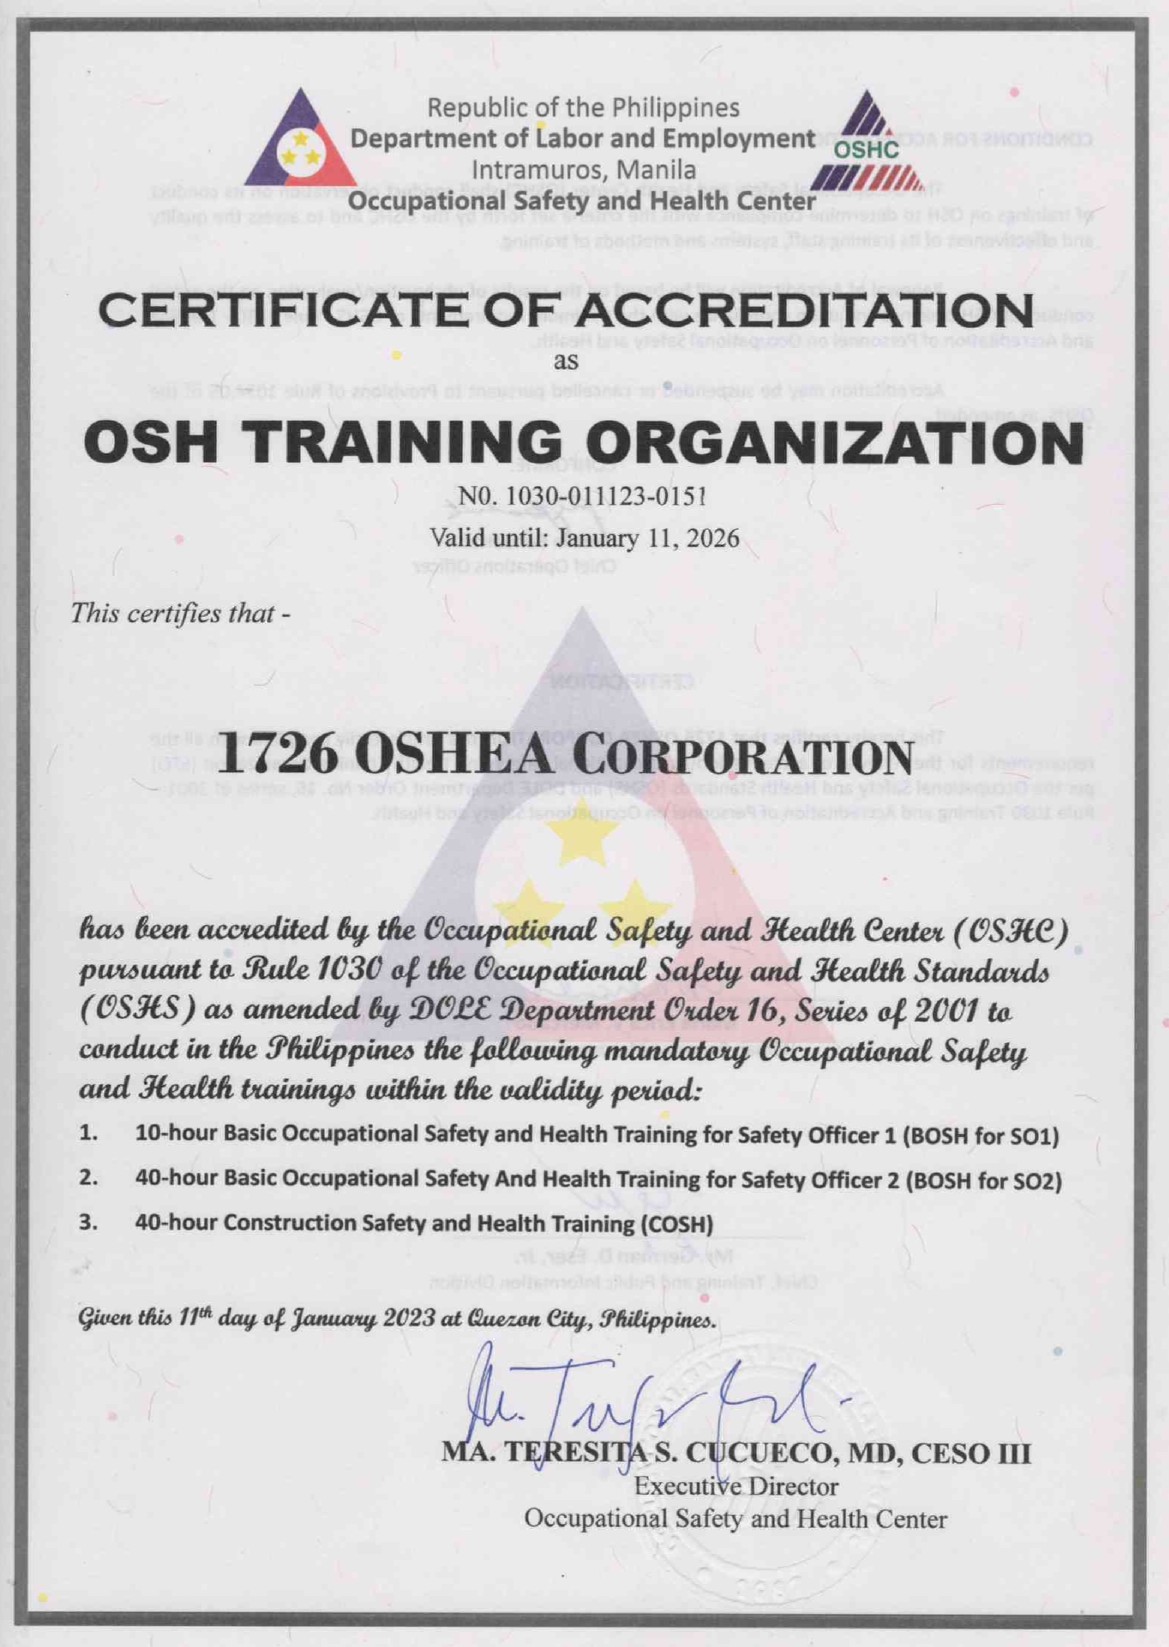 Republic of the Philippines
Department of Labor and Employment
Intramuros, Manila
Occupational Safety and Health Center
OSHC
CERTIFICATE OF ACCREDITATION
as
OSH TRAINING ORGANIZATION
N0. 1030-011123-0151
Valid until: January 11, 2026
This certifies that -
1726 OSHEA CORPORATION
has been accredited by the Occupational Safety and Health Center (OSHC)
pursuant to Rule 1030 of the Occupational Safety and Health Standards
(OSHS) as amended by DOLE Department Order 16, Series of 2001 to
conduct in the Philippines the following mandatory Occupational Safety
and Health trainings within the validity period:
1. 10-hour Basic Occupational Safety and Health Training for Safety Officer 1 (BOSH for SO1)
2. 40-hour Basic Occupational Safety And Health Training for Safety Officer 2 (BOSH for SO2)
3. 40-hour Construction Safety and Health Training (COSH)
Given this 11th day of January 2023 at Quezon City, Philippines.
MA. TERESITA S. CUCUECO, MD, CESO III
Executive Director
Occupational Safety and Health Center